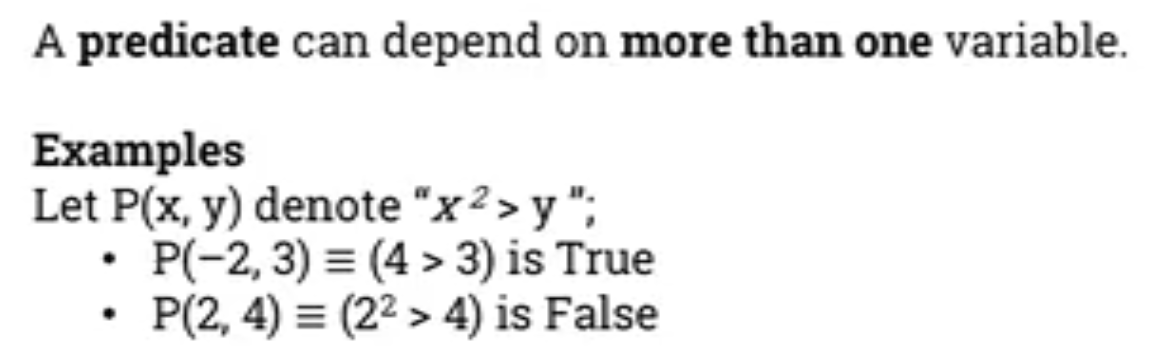 A predicate can depend on more than one variable.
Examples
Let P(x, y) denote “x² > y ”;
• P(−2, 3) ≡ (4 > 3) is True
• P(2, 4) ≡ (2² > 4) is False